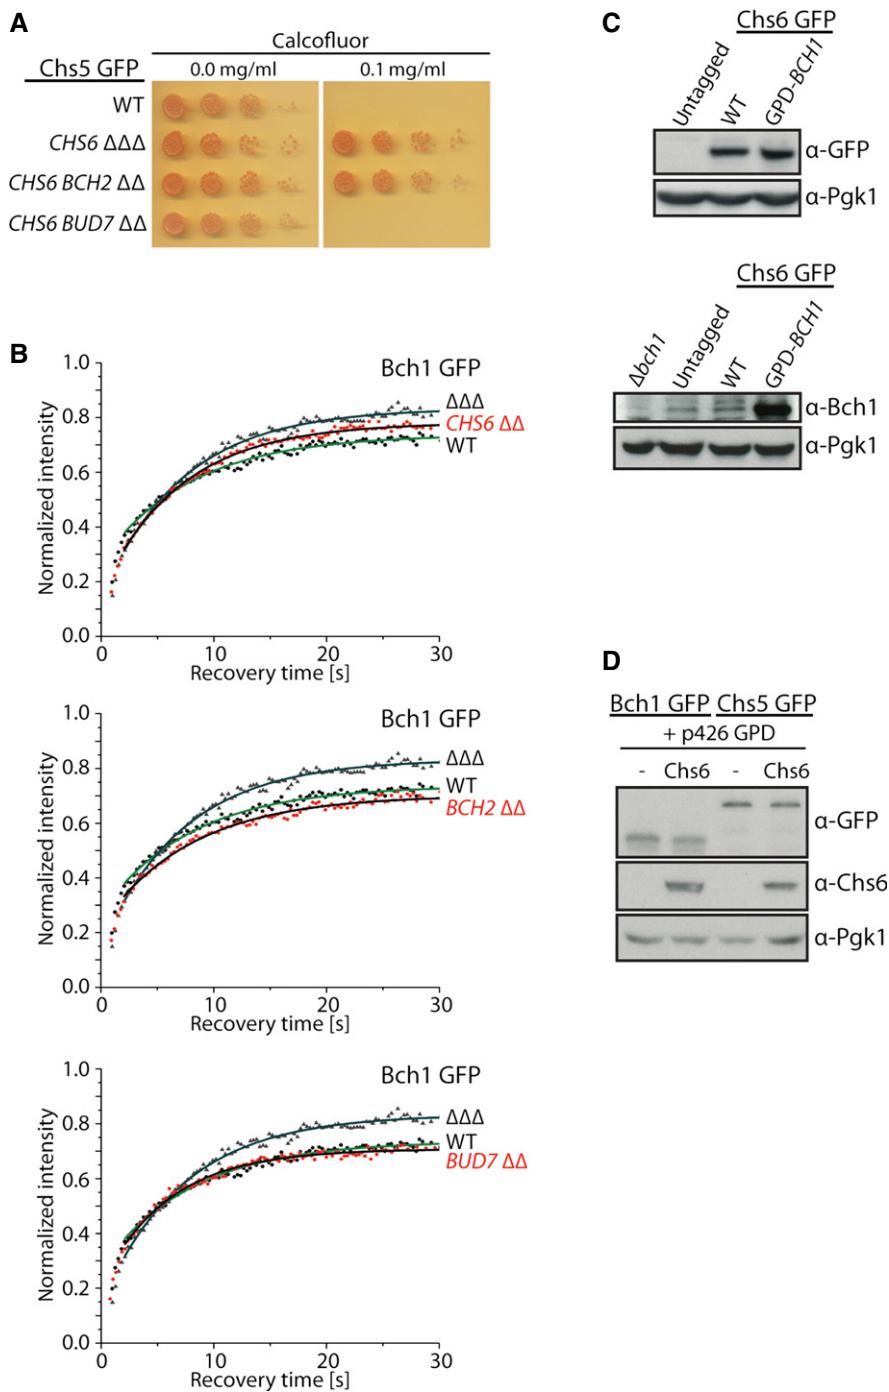 A
Calcofluor
Chs5 GFP
0.0 mg/ml
0.1 mg/ml
WT
CHS6 ΔΔΔ
CHS6 BCH2 ΔΔ
CHS6 BUD7 ΔΔ
B
Bch1 GFP
Normalized intensity
1.0
0.8
0.6
0.4
0.2
0.0
ΔΔΔ
CHS6 ΔΔ
WT
0
10
20
30
Recovery time [s]
Bch1 GFP
Normalized intensity
1.0
0.8
0.6
0.4
0.2
0.0
ΔΔΔ
WT
BCH2 ΔΔ
0
10
20
30
Recovery time [s]
Bch1 GFP
Normalized intensity
1.0
0.8
0.6
0.4
0.2
0.0
ΔΔΔ
WT
BUD7 ΔΔ
0
10
20
30
Recovery time [s]
C
Chs6 GFP
Untagged
WT
GPD-BCH1
α-GFP
α-Pgk1
Chs6 GFP
Δbch1
Untagged
WT
GPD-BCH1
α-Bch1
α-Pgk1
D
Bch1 GFP Chs5 GFP
+ p426 GPD
- Chs6 - Chs6
α-GFP
α-Chs6
α-Pgk1